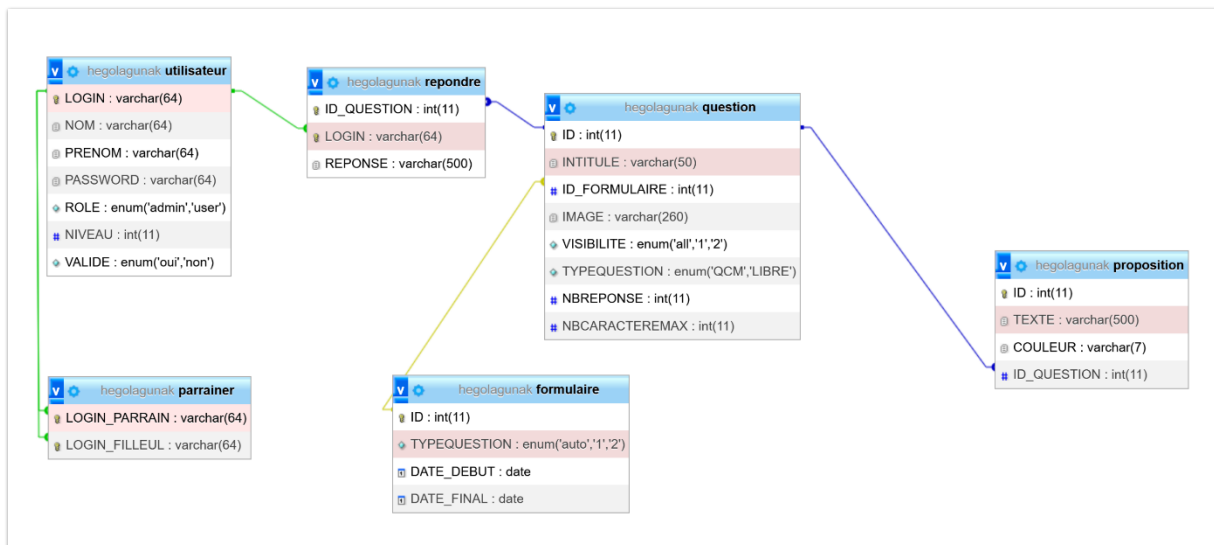 hegolagunak utilisateur
LOGIN : varchar(64)
NOM : varchar(64)
PRENOM : varchar(64)
PASSWORD : varchar(64)
ROLE : enum('admin','user')
NIVEAU : int(11)
VALIDE : enum('oui','non')
hegolagunak repondre
ID_QUESTION : int(11)
LOGIN : varchar(64)
REPONSE : varchar(500)
hegolagunak question
ID : int(11)
INTITULE : varchar(50)
ID_FORMULAIRE : int(11)
IMAGE : varchar(260)
VISIBILITE : enum('all','1','2')
TYPEQUESTION : enum('QCM','LIBRE')
NBREPONSE : int(11)
NBCARACTEREMAX : int(11)
hegolagunak proposition
ID : int(11)
TEXTE : varchar(500)
COULEUR : varchar(7)
ID_QUESTION : int(11)
hegolagunak parrainer
LOGIN_PARRAIN : varchar(64)
LOGIN_FILLEUL : varchar(64)
hegolagunak formulaire
ID : int(11)
TYPEQUESTION : enum('auto','1','2')
DATE_DEBUT : date
DATE_FINAL : date